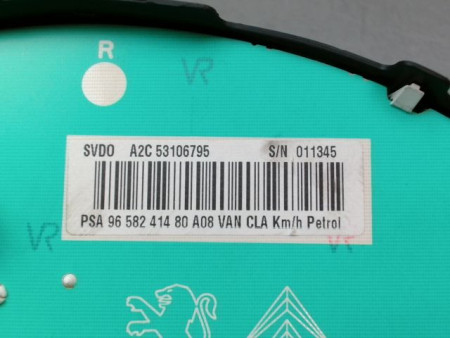 R
VR
SVDO A2C 53106795 S/N 011345
PSA 96 582 414 80 A08 VAN CLA Km/h Petrol
VR
VR